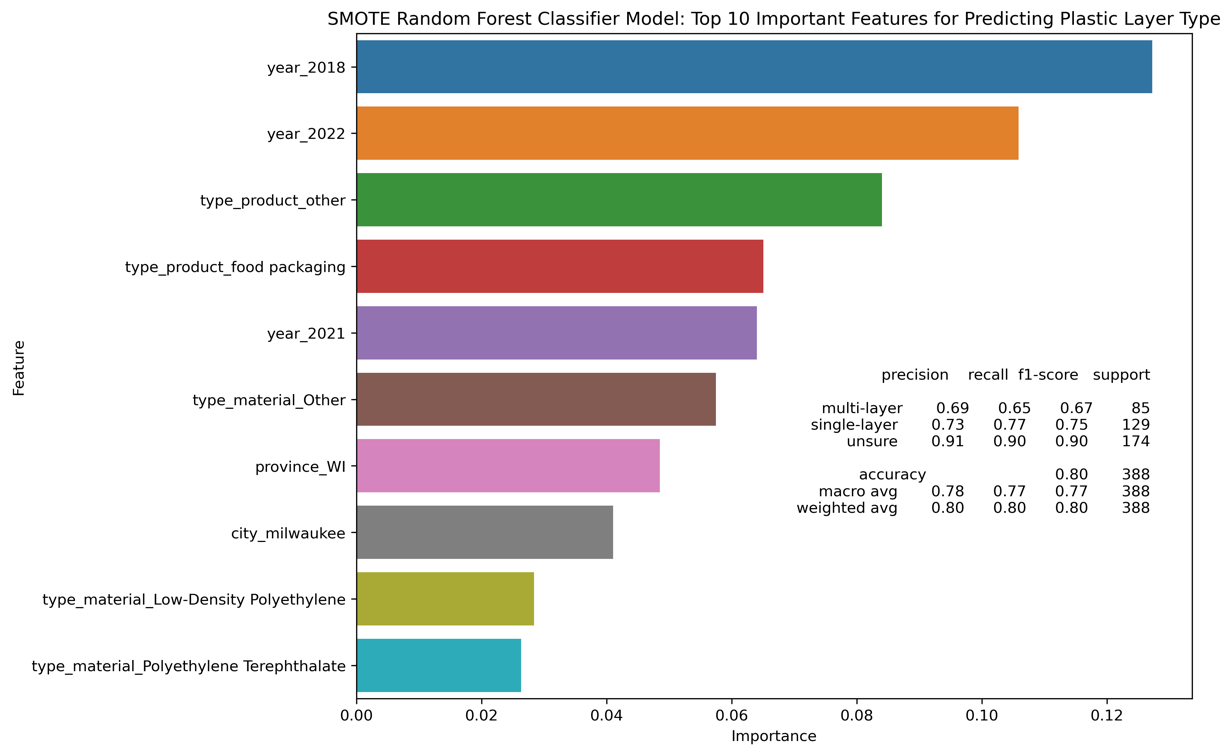 SMOTE Random Forest Classifier Model: Top 10 Important Features for Predicting Plastic Layer Type
year_2018
year_2022
type_product_other
type_product_food packaging
year_2021
type_material_Other
province_WI
city_milwaukee
type_material_Low-Density Polyethylene
type_material_Polyethylene Terephthalate
Feature
precision recall f1-score support
multi-layer 0.69 0.65 0.67 85
single-layer 0.73 0.77 0.75 129
unsure 0.91 0.90 0.90 174
accuracy 0.80 388
macro avg 0.78 0.77 0.77 388
weighted avg 0.80 0.80 0.80 388
0.00 0.02 0.04 0.06 0.08 0.10 0.12
Importance